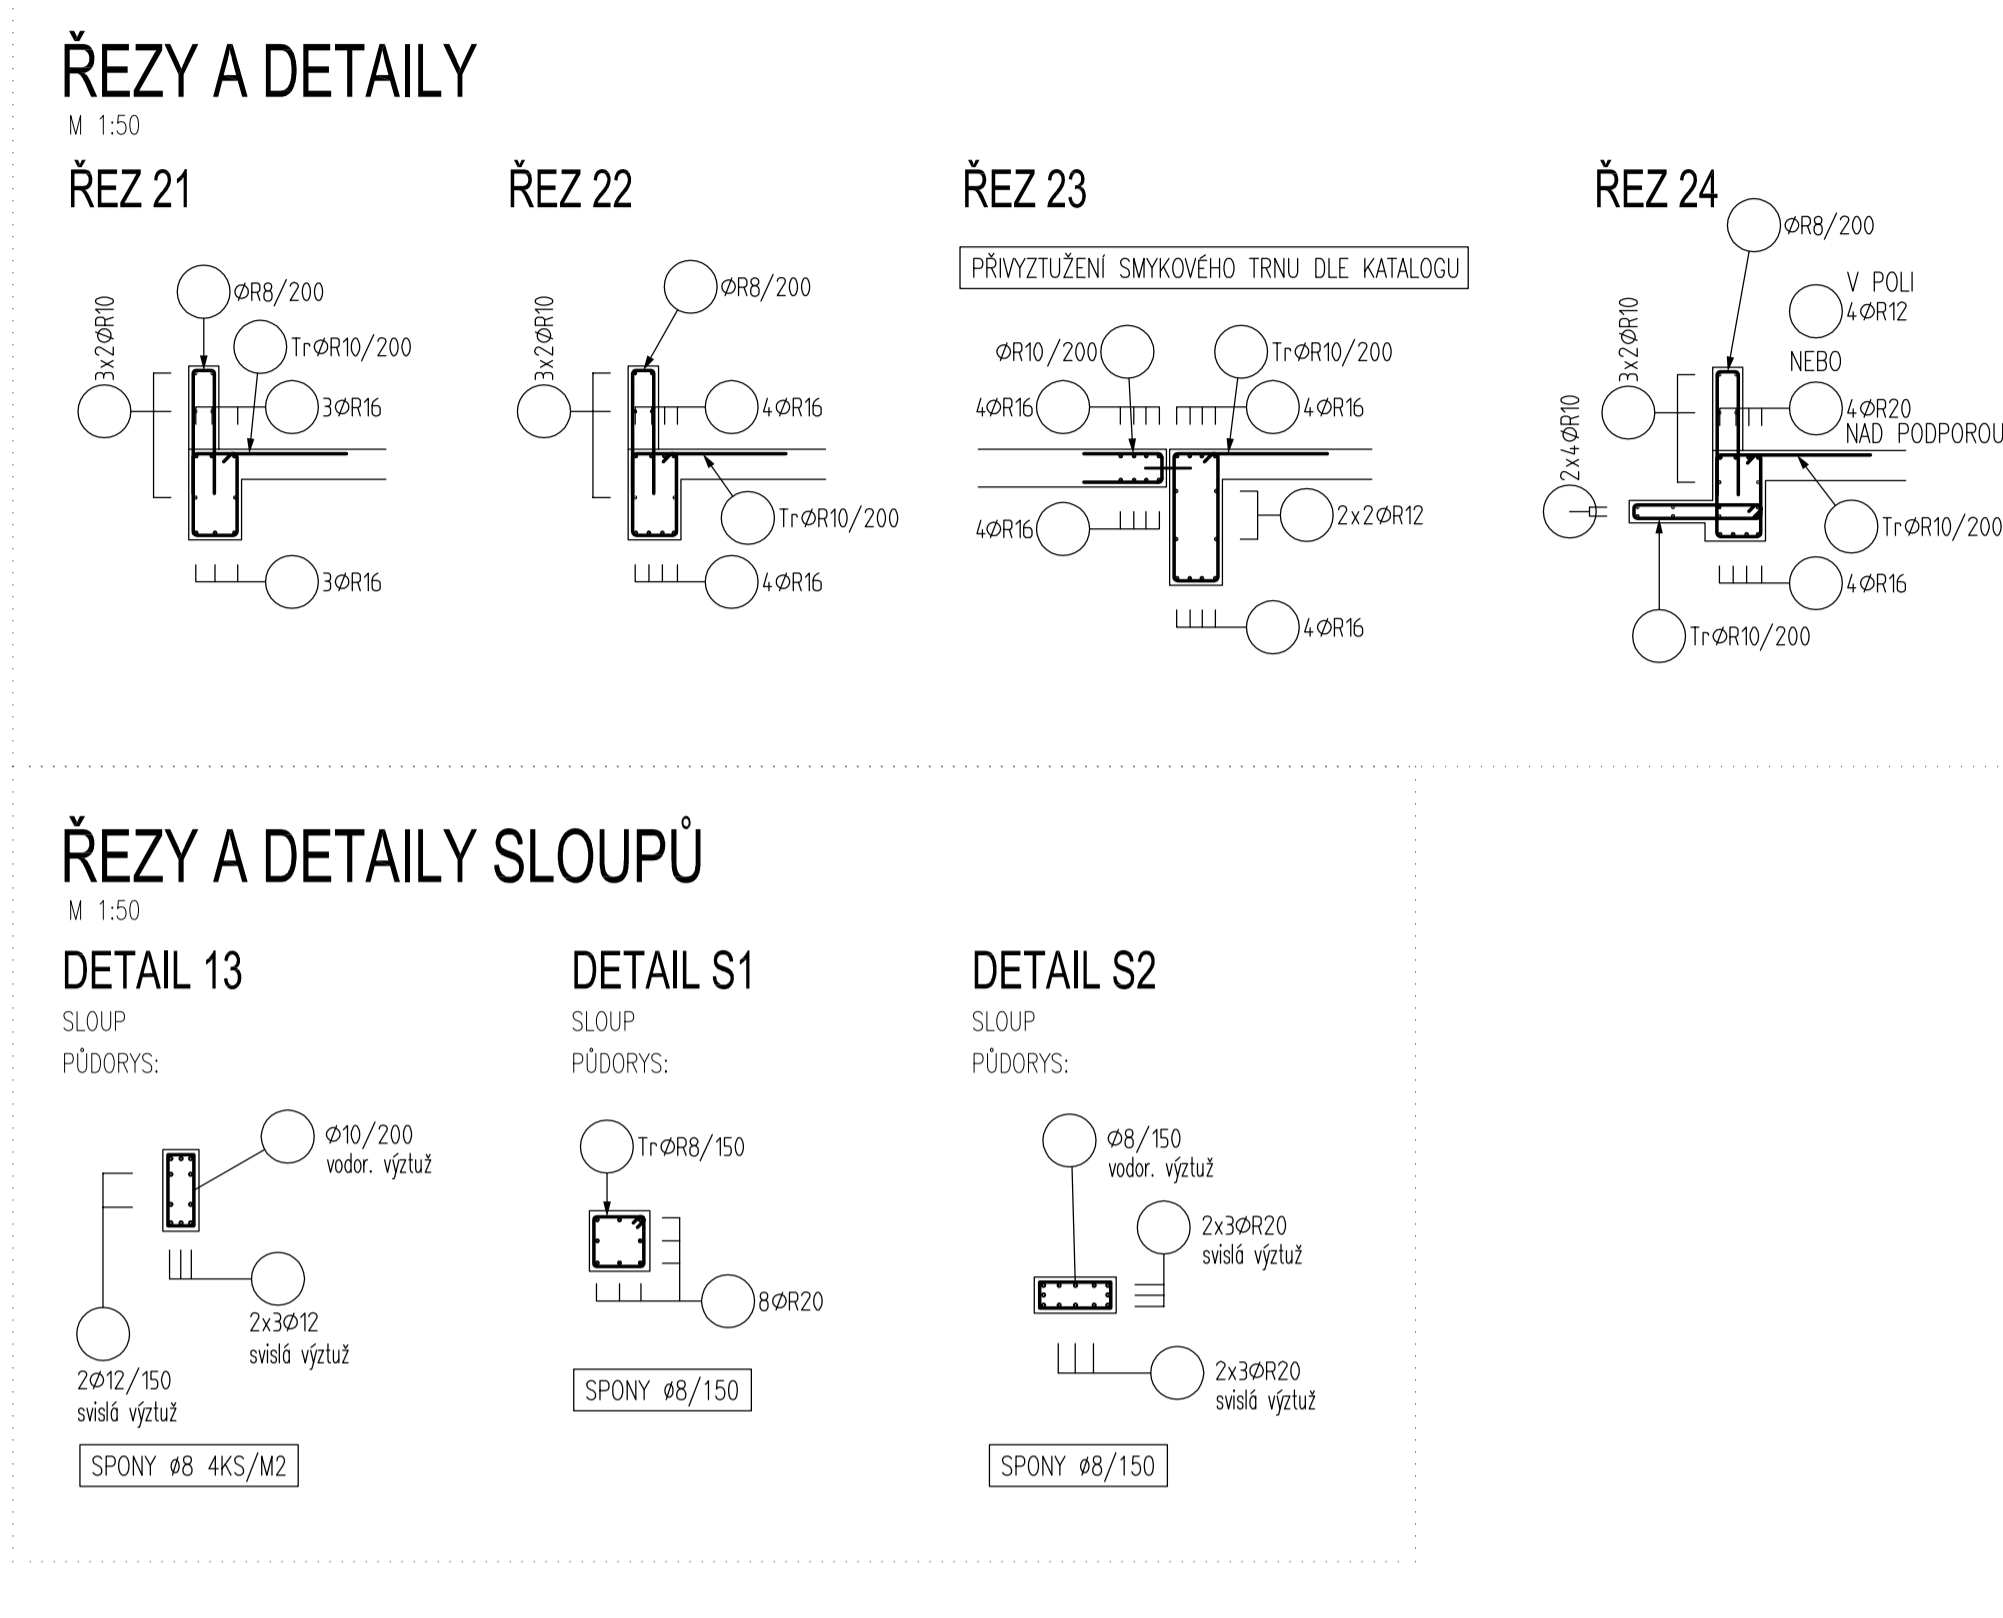 ŘEZY A DETAILY
M 1:50
ŘEZ 21
3x2ØR10
ØR8/200
TrØR10/200
3ØR16
3ØR16
ŘEZ 22
3x2ØR10
ØR8/200
4ØR16
TrØR10/200
4ØR16
ŘEZ 23
PŘIVYZTUŽENÍ SMYKOVÉHO TRNU DLE KATALOGU
ØR10/200
TrØR10/200
4ØR16
4ØR16
4ØR16
2x2ØR12
4ØR16
ŘEZ 24
ØR8/200
V POLI
4ØR12
NEBO
4ØR20
NAD PODPOROU
3x2ØR10
2x4ØR10
TrØR10/200
4ØR16
TrØR10/200
ŘEZY A DETAILY SLOUPŮ
M 1:50
DETAIL 13
SLOUP
PŮDORYS:
Ø10/200
vodor. výztuž
2x3Ø12
svislá výztuž
2Ø12/150
svislá výztuž
SPONY ø8 4KS/M2
DETAIL S1
SLOUP
PŮDORYS:
TrØR8/150
8ØR20
SPONY ø8/150
DETAIL S2
SLOUP
PŮDORYS:
Ø8/150
vodor. výztuž
2x3ØR20
svislá výztuž
2x3ØR20
svislá výztuž
SPONY ø8/150